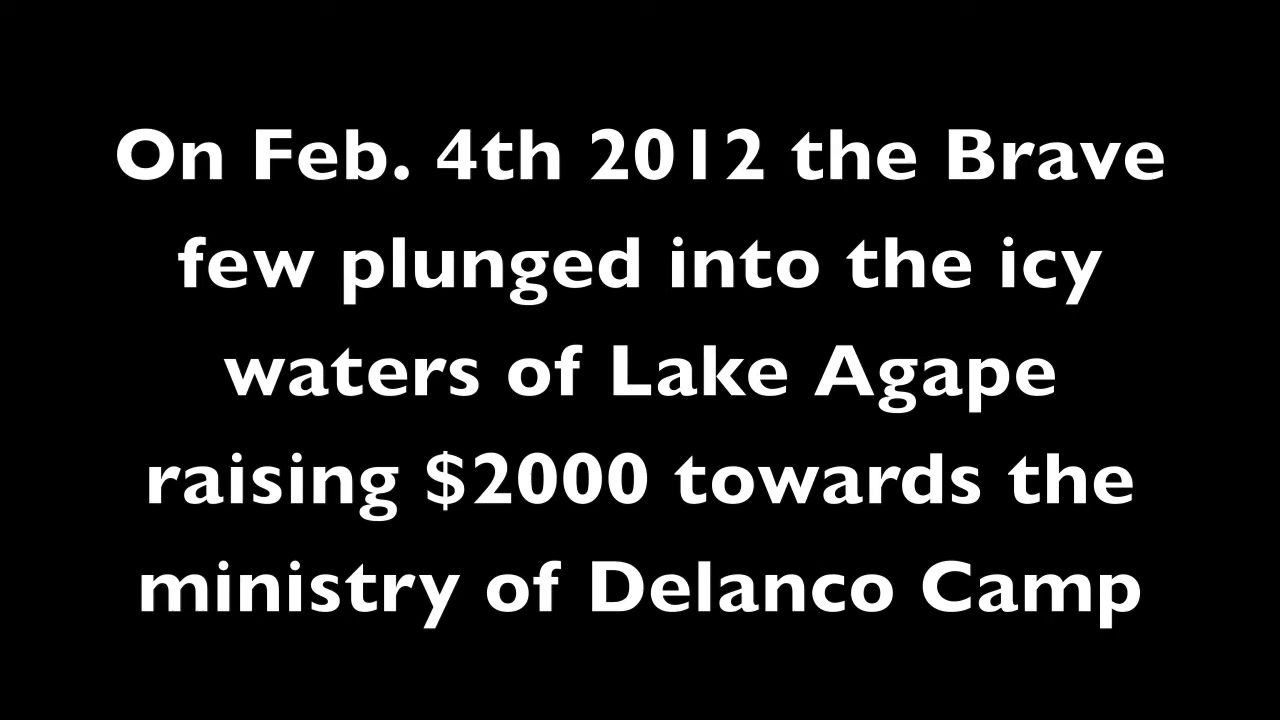 On Feb. 4th 2012 the Brave
few plunged into the icy
waters of Lake Agape
raising $2000 towards the
ministry of Delanco Camp